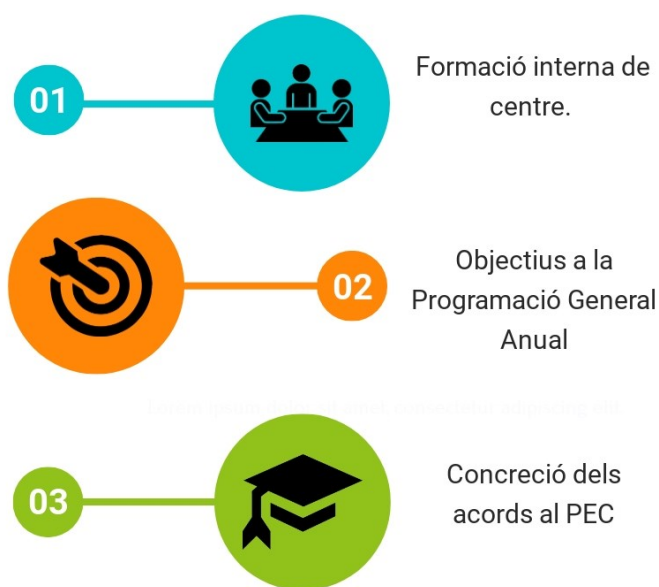 01
Formació interna de
centre.
02
Objectius a la
Programació General
Anual
03
Concreció dels
acords al PEC